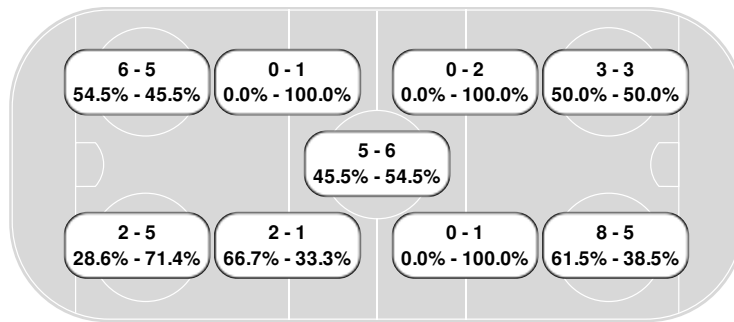 6 - 5
54.5% - 45.5%
0 - 1
0.0% - 100.0%
0 - 2
0.0% - 100.0%
3 - 3
50.0% - 50.0%
5 - 6
45.5% - 54.5%
2 - 5
28.6% - 71.4%
2 - 1
66.7% - 33.3%
0 - 1
0.0% - 100.0%
8 - 5
61.5% - 38.5%